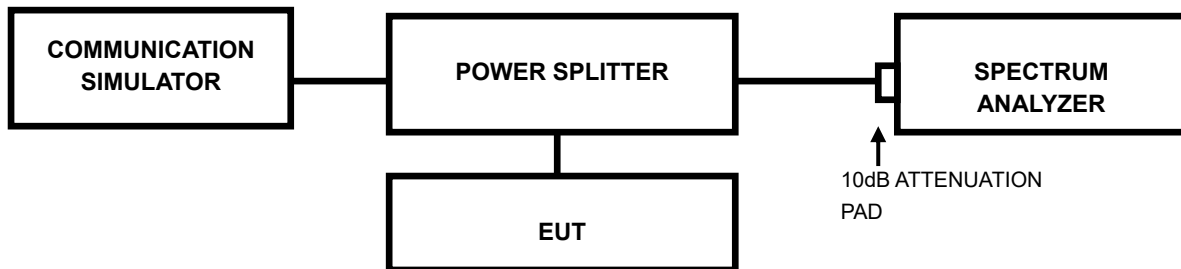 COMMUNICATION
SIMULATOR
POWER SPLITTER
SPECTRUM
ANALYZER
10dB ATTENUATION
PAD
EUT